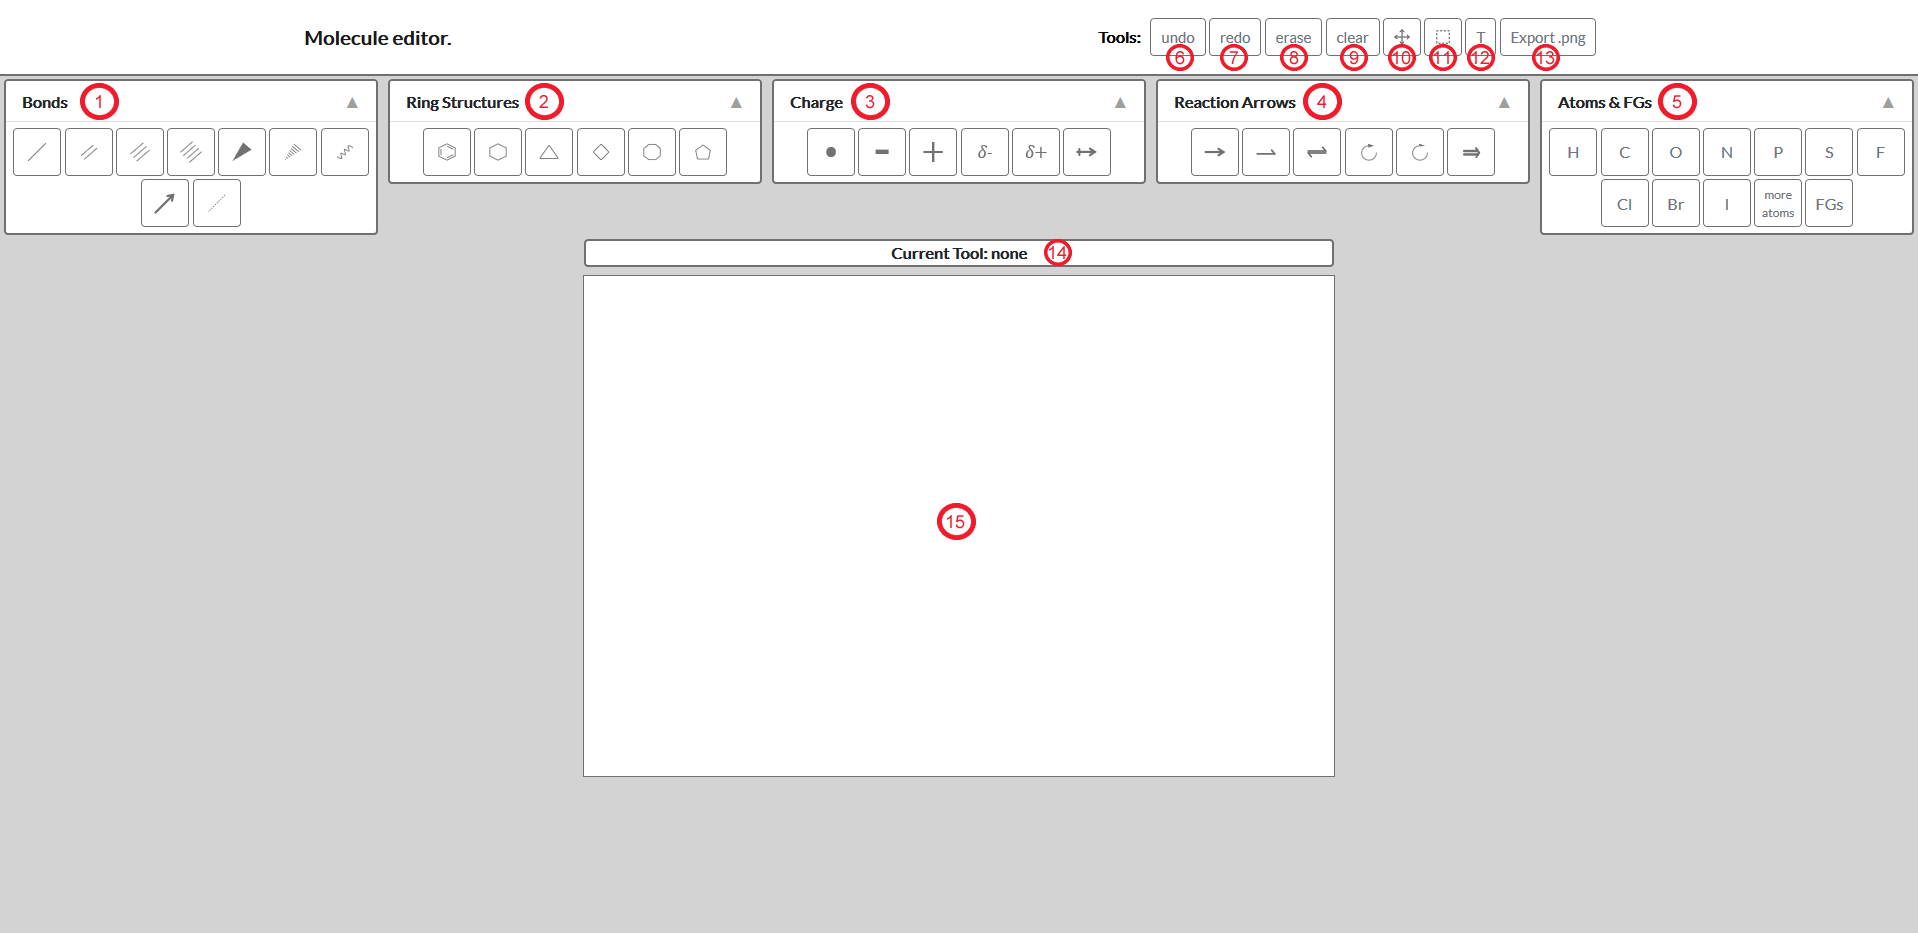 Molecule editor.
Tools: undo redo erase clear T Export .png
6 7 8 9 10 11 12 13
Bonds 1 ▲
Ring Structures 2 ▲
Charge 3 ▲
δ- δ+
Reaction Arrows 4 ▲
Atoms & FGs 5 ▲
H C O N P S F
Cl Br I more atoms FGs
Current Tool: none 14
15